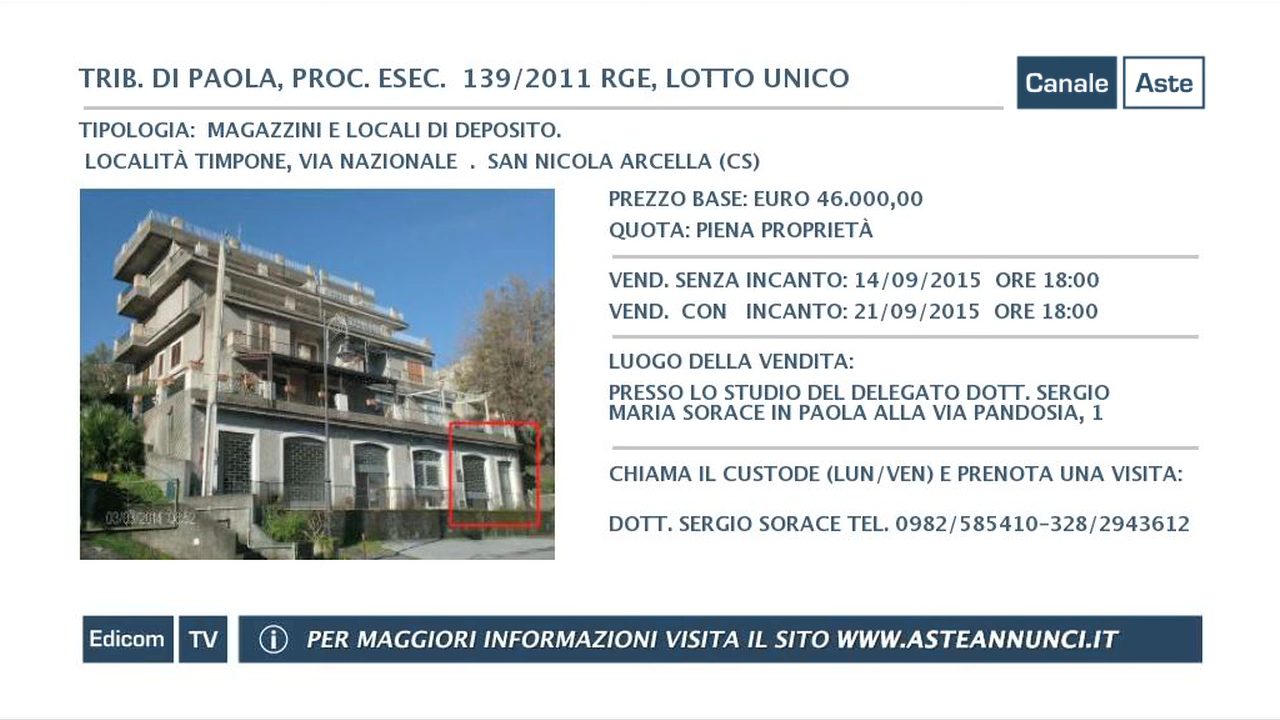 TRIB. DI PAOLA, PROC. ESEC. 139/2011 RGE, LOTTO UNICO
Canale Aste
TIPOLOGIA: MAGAZZINI E LOCALI DI DEPOSITO.
LOCALITÀ TIMPONE, VIA NAZIONALE . SAN NICOLA ARCELLA (CS)
PREZZO BASE: EURO 46.000,00
QUOTA: PIENA PROPRIETÀ
VEND. SENZA INCANTO: 14/09/2015 ORE 18:00
VEND. CON INCANTO: 21/09/2015 ORE 18:00
LUOGO DELLA VENDITA:
PRESSO LO STUDIO DEL DELEGATO DOTT. SERGIO
MARIA SORACE IN PAOLA ALLA VIA PANDOSIA, 1
CHIAMA IL CUSTODE (LUN/VEN) E PRENOTA UNA VISITA:
DOTT. SERGIO SORACE TEL. 0982/585410-328/2943612
03/03/2014
Edicom TV
PER MAGGIORI INFORMAZIONI VISITA IL SITO WWW.ASTEANNUNCI.IT